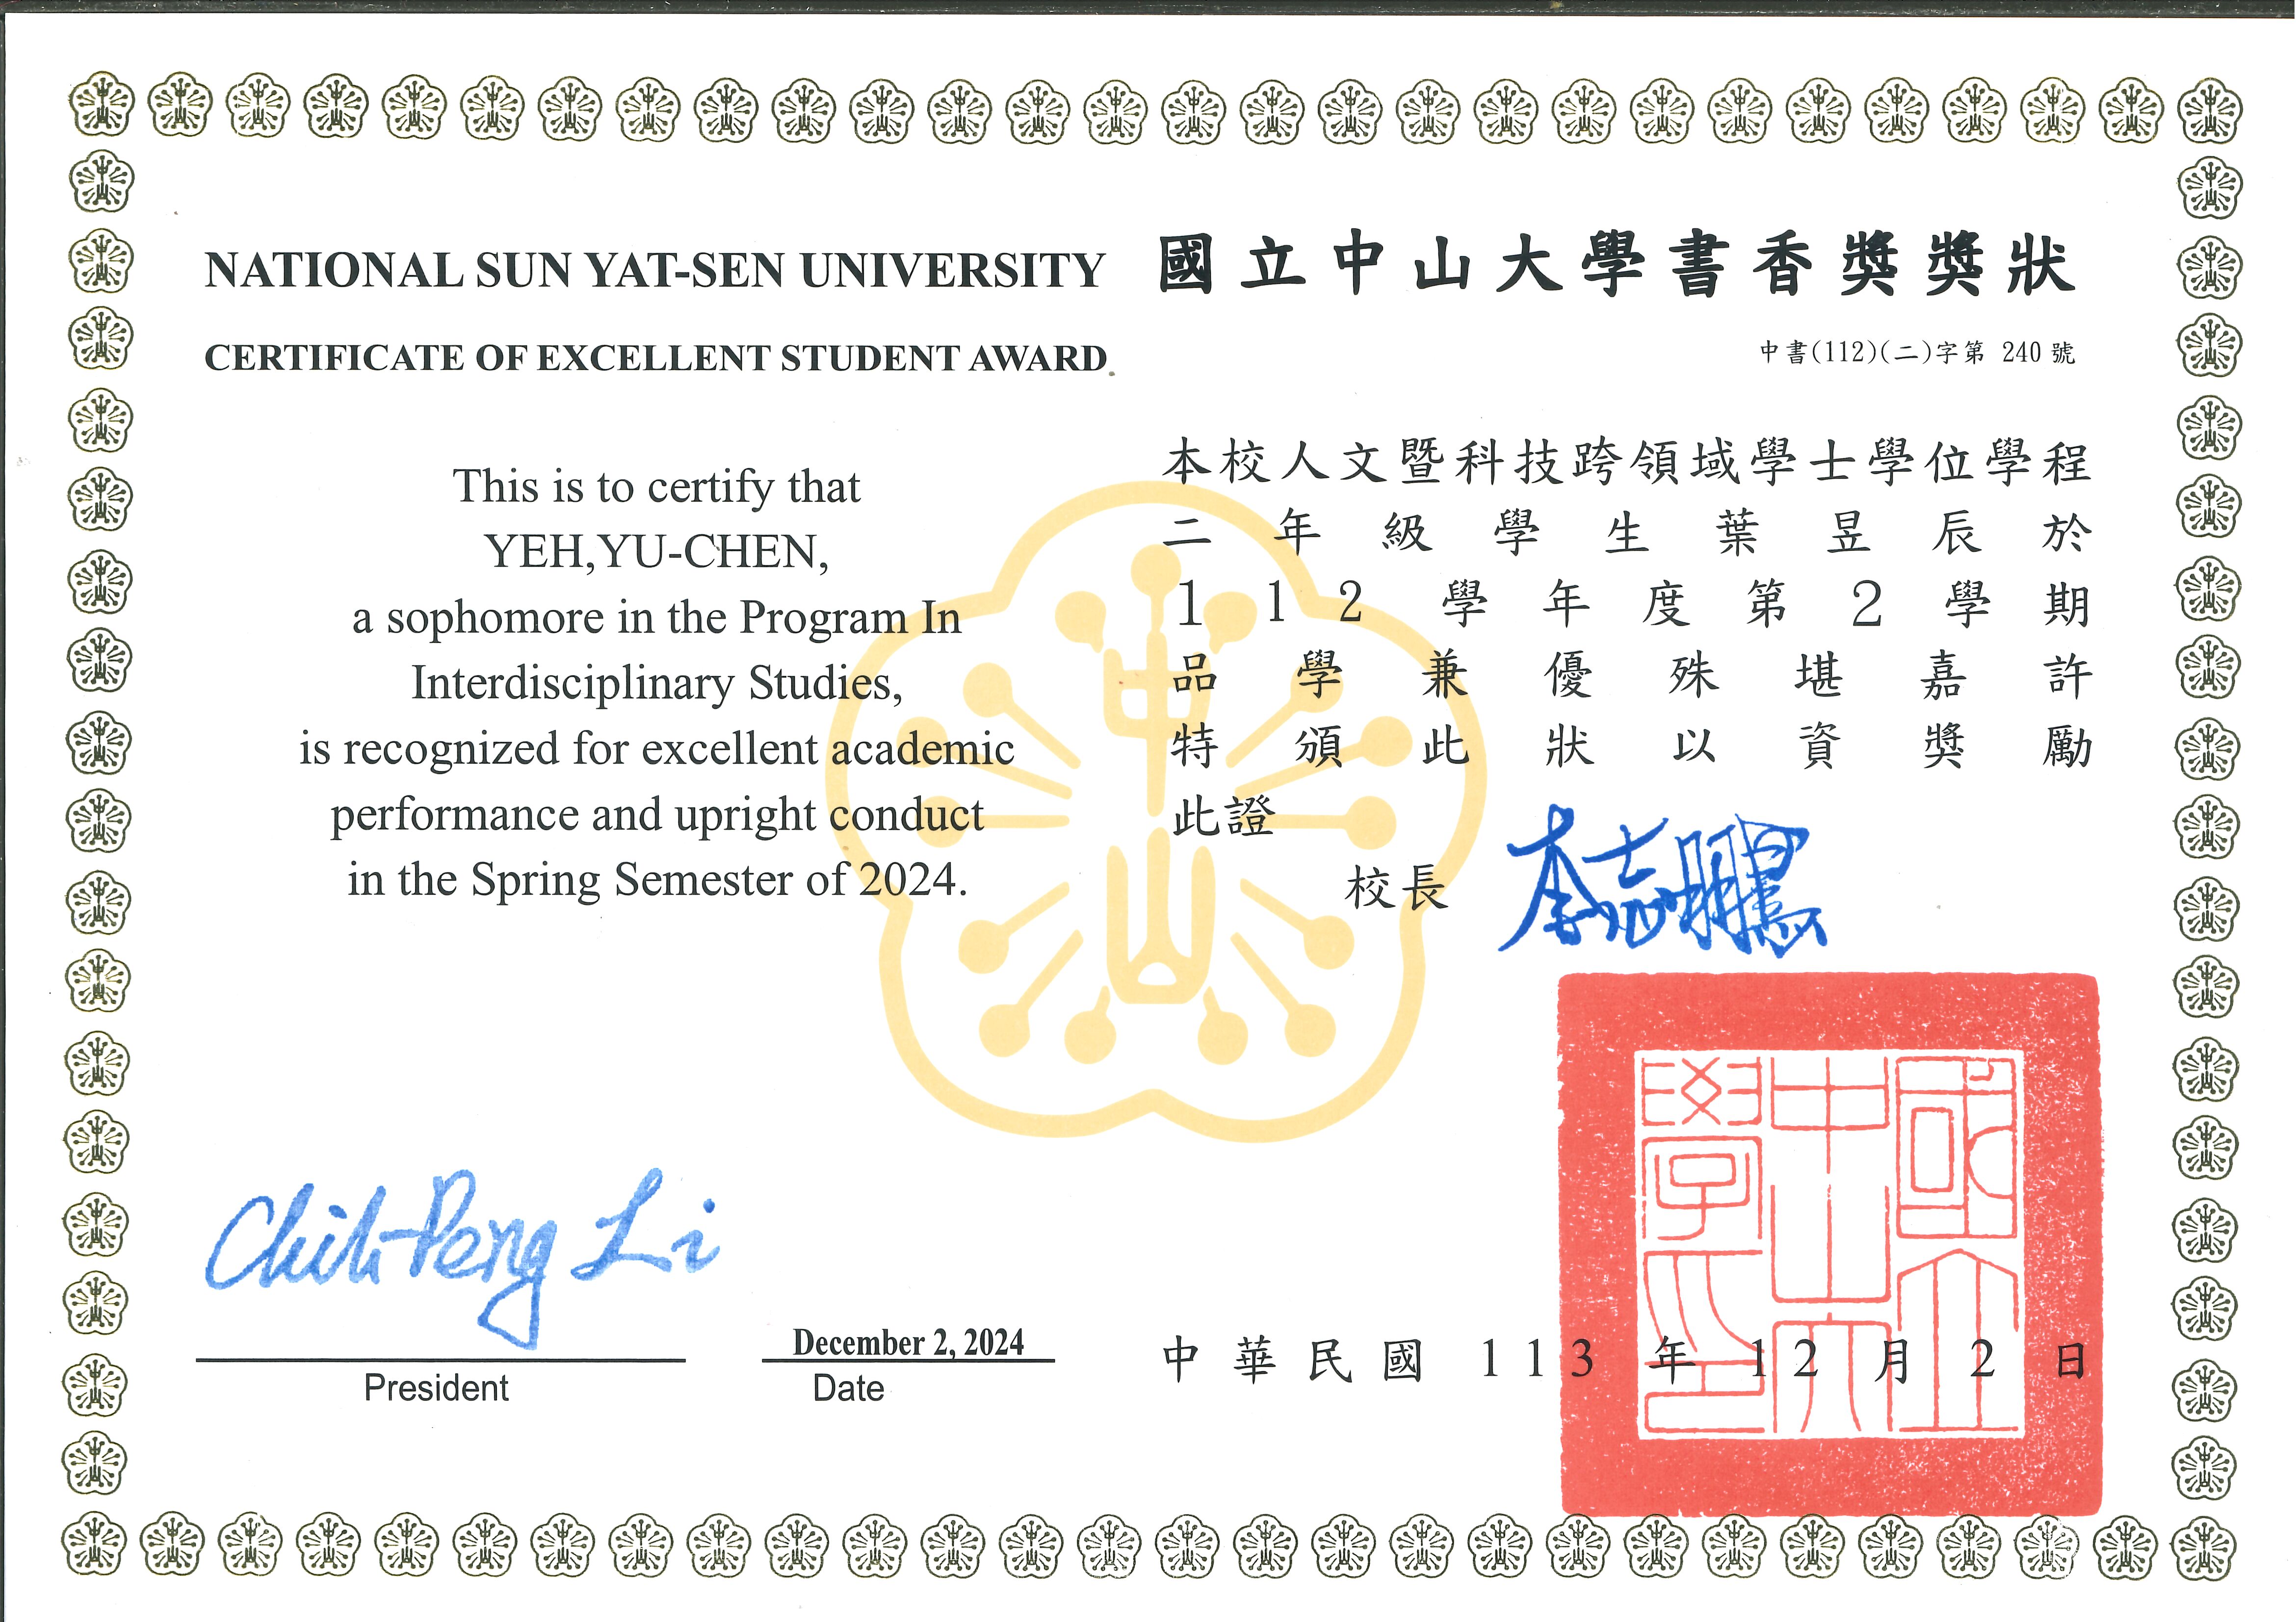 NATIONAL SUN YAT-SEN UNIVERSITY
CERTIFICATE OF EXCELLENT STUDENT AWARD
This is to certify that
YEH,YU-CHEN,
a sophomore in the Program In
Interdisciplinary Studies,
is recognized for excellent academic
performance and upright conduct
in the Spring Semester of 2024.
Chih-Peng Li
President
December 2, 2024
Date
國立中山大學書香獎獎狀
中書(112)(二)字第 240 號
本校人文暨科技跨領域學士學位學程
二年級學生葉昱辰於
112學年度第2學期
品學兼優殊堪嘉許
特頒此狀以資獎勵
此證
校長 李志鵬
國立中山大學之印
中華民國 113 年 12 月 2 日